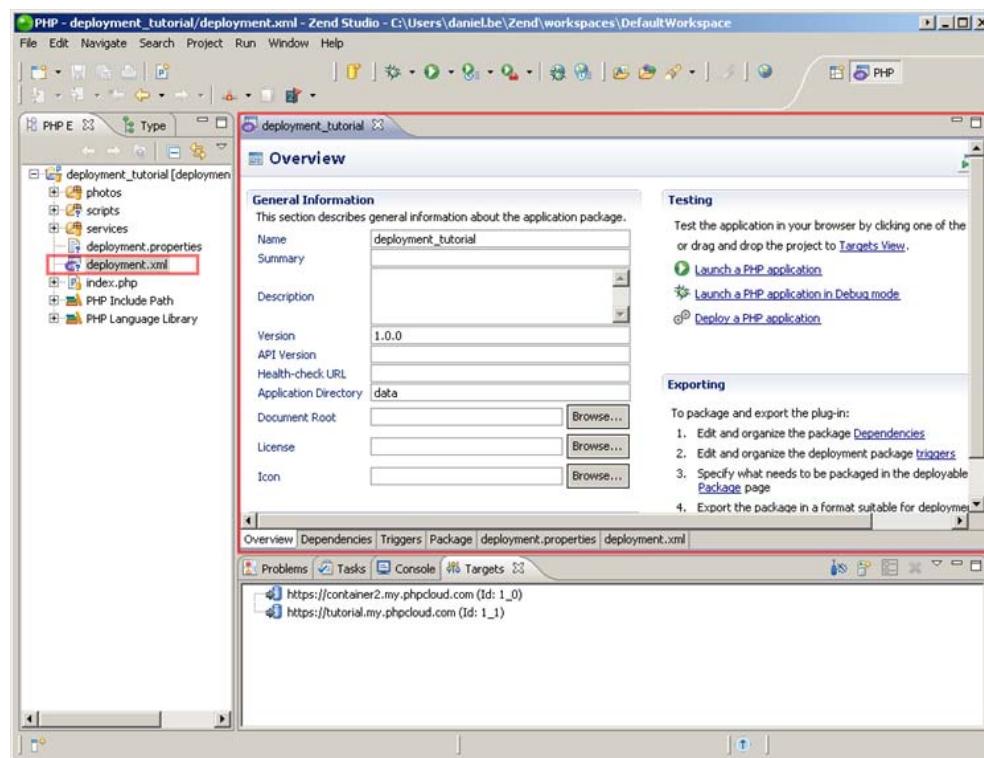 PHP - deployment_tutorial/deployment.xml - Zend Studio - C:\Users\daniel.be\Zend\workspaces\DefaultWorkspace
File Edit Navigate Search Project Run Window Help
PHP
PHP E
Type
deployment_tutorial [deploymen
photos
scripts
services
deployment.properties
deployment.xml
index.php
PHP Include Path
PHP Language Library
deployment_tutorial
Overview
General Information
This section describes general information about the application package.
Name deployment_tutorial
Summary
Description
Version 1.0.0
API Version
Health-check URL
Application Directory data
Document Root Browse...
License Browse...
Icon Browse...
Testing
Test the application in your browser by clicking one of the
or drag and drop the project to Targets View.
Launch a PHP application
Launch a PHP application in Debug mode
Deploy a PHP application
Exporting
To package and export the plug-in:
1. Edit and organize the package Dependencies
2. Edit and organize the deployment package triggers
3. Specify what needs to be packaged in the deployable
Package page
4. Export the package in a format suitable for deploymen
Overview Dependencies Triggers Package deployment.properties deployment.xml
Problems Tasks Console Targets
https://container2.my.phpcloud.com (Id: 1_0)
https://tutorial.my.phpcloud.com (Id: 1_1)